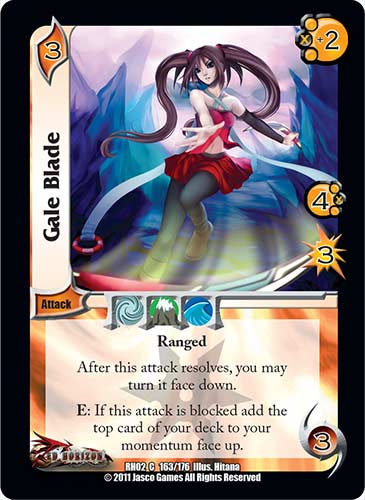 3
+2
Gale Blade
4
3
Attack
Ranged
After this attack resolves, you may
turn it face down.
E: If this attack is blocked add the
top card of your deck to your
momentum face up.
3
RED HORIZON
RH02 C 163/176 Illus. Hitana
© 2011 Jasco Games All Rights Reserved